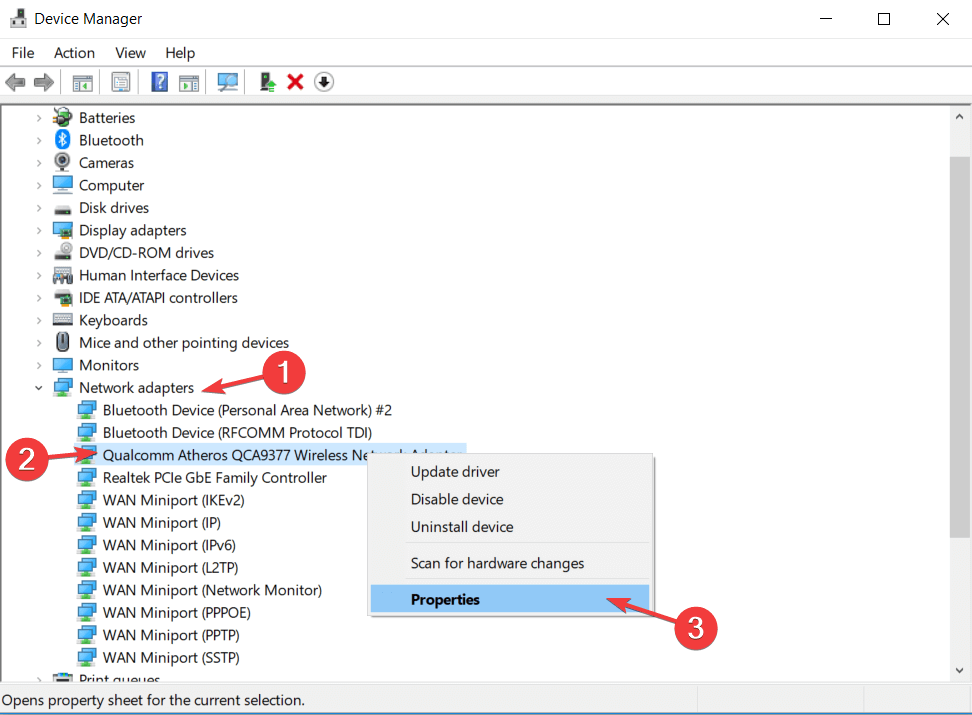 Device Manager
File Action View Help
Batteries
Bluetooth
Cameras
Computer
Disk drives
Display adapters
DVD/CD-ROM drives
Human Interface Devices
IDE ATA/ATAPI controllers
Keyboards
Mice and other pointing devices
Monitors
Network adapters 1
Bluetooth Device (Personal Area Network) #2
Bluetooth Device (RFCOMM Protocol TDI)
2 Qualcomm Atheros QCA9377 Wireless
Realtek PCIe GbE Family Controller
WAN Miniport (IKEv2)
WAN Miniport (IP)
WAN Miniport (IPv6)
WAN Miniport (L2TP)
WAN Miniport (Network Monitor)
WAN Miniport (PPPOE)
WAN Miniport (PPTP)
WAN Miniport (SSTP)
Print queues
Update driver
Disable device
Uninstall device
Scan for hardware changes
Properties
3
Opens property sheet for the current selection.